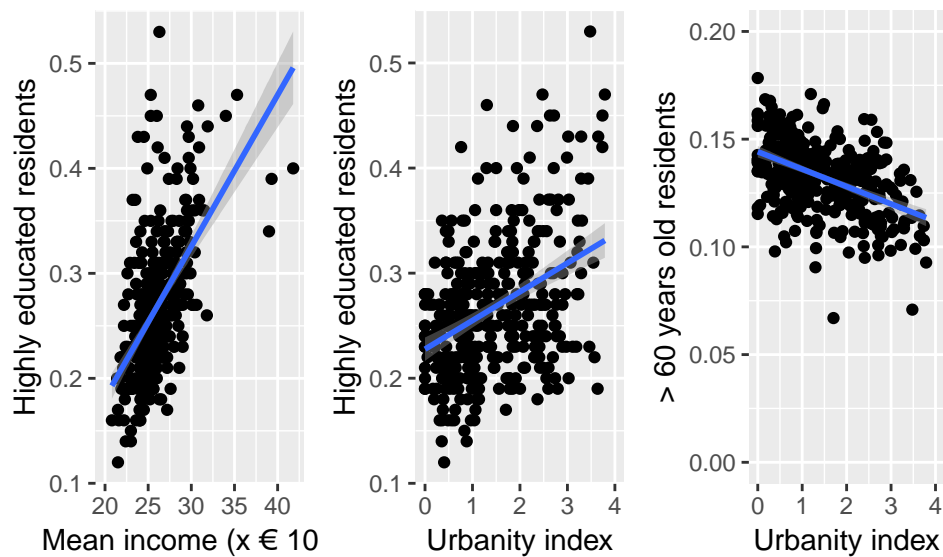 Highly educated residents
0.5
0.4
0.3
0.2
0.1
20 25 30 35 40
Mean income (x € 10
Highly educated residents
0.5
0.4
0.3
0.2
0.1
0 1 2 3 4
Urbanity index
> 60 years old residents
0.20
0.15
0.10
0.05
0.00
0 1 2 3 4
Urbanity index